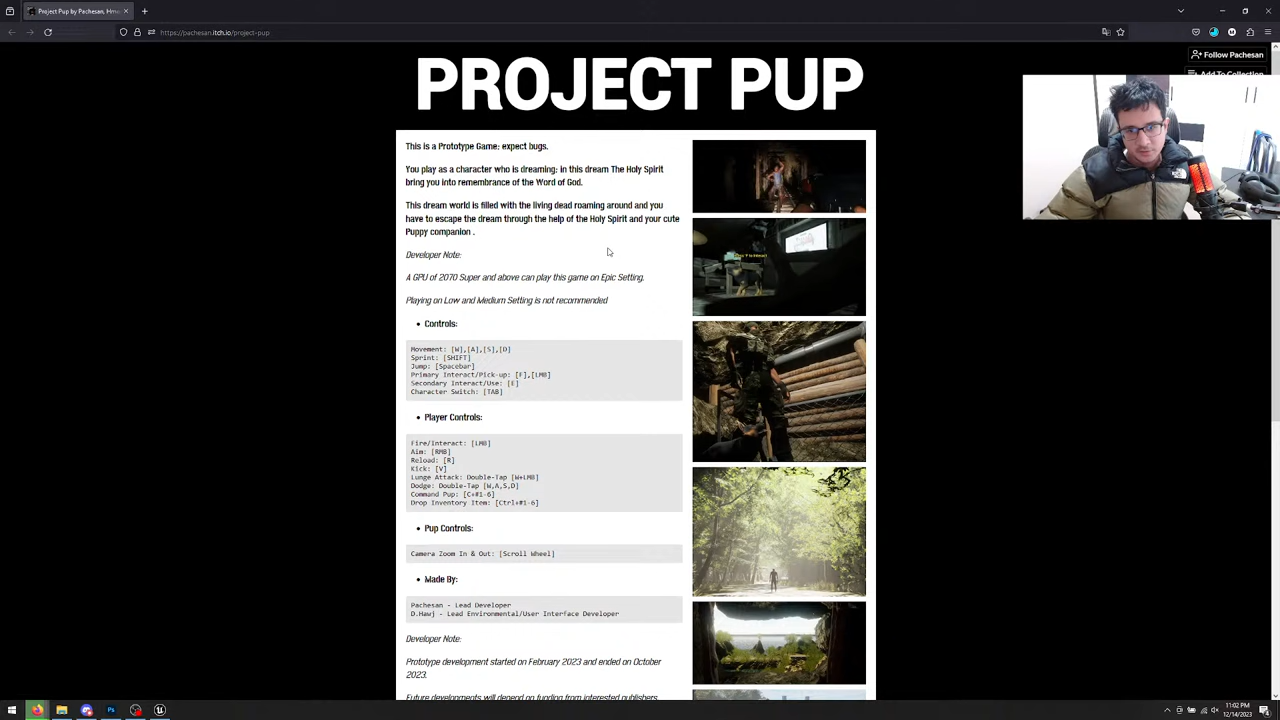 Project Pup by Pachesan, Hmw
https://pachesan.itch.io/project-pup
Follow Pachesan
Add To Collection
PROJECT PUP
This is a Prototype Game; expect bugs.
You play as a character who is dreaming; in this dream The Holy Spirit
bring you into remembrance of the Word of God.
This dream world is filled with the living dead roaming around and you
have to escape the dream through the help of the Holy Spirit and your cute
Puppy companion .
Developer Note:
A GPU of 2070 Super and above can play this game on Epic Setting.
Playing on Low and Medium Setting is not recommended
Controls:
Movement: [W],[A],[S],[D]
Sprint: [SHIFT]
Jump: [Spacebar]
Primary Interact/Pick-up: [F],[LMB]
Secondary Interact/Use: [E]
Character Switch: [TAB]
Player Controls:
Fire/Interact: [LMB]
Aim: [RMB]
Reload: [R]
Kick: [V]
Lunge Attack: Double-Tap [W+LMB]
Dodge: Double-Tap [W,A,S,D]
Command Pup: [C+#1-6]
Drop Inventory Item: [Ctrl+#1-6]
Pup Controls:
Camera Zoom In & Out: [Scroll Wheel]
Made By:
Pachesan - Lead Developer
D.Hawj - Lead Environmental/User Interface Developer
Developer Note:
Prototype development started on February 2023 and ended on October
2023.
Future developments will depend on funding from interested publishers.
11:02 PM
12/14/2023